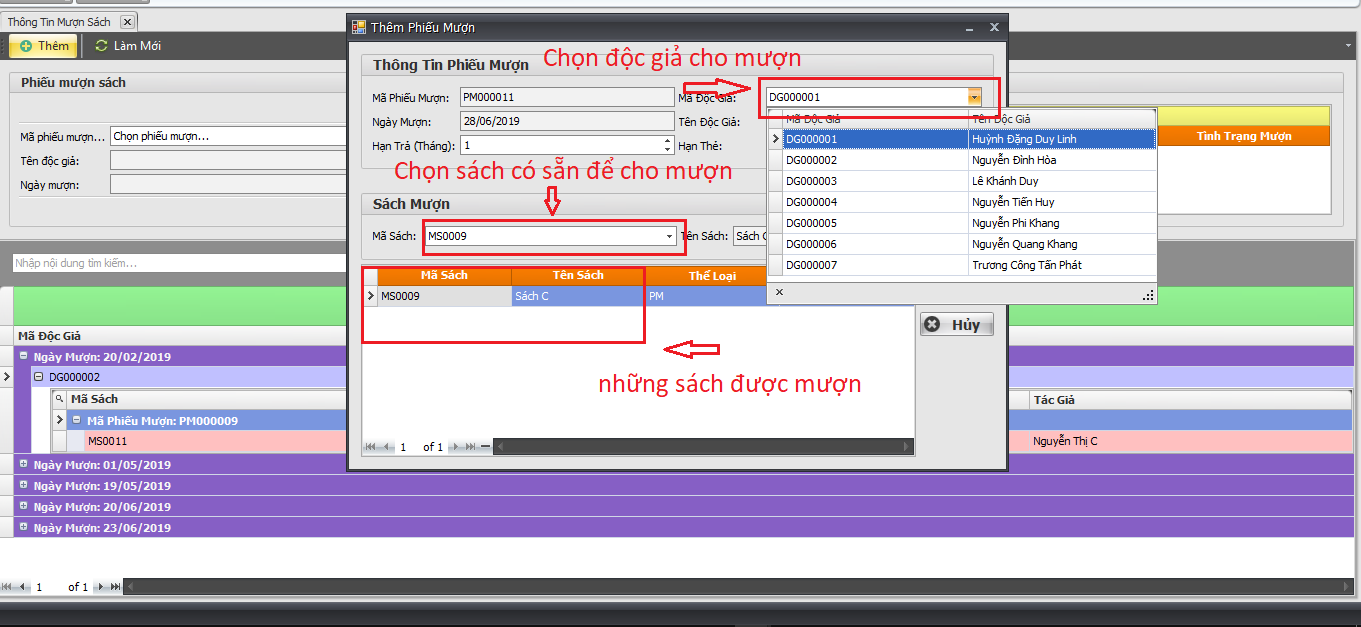 Thông Tin Mượn Sách
Thêm Phiếu Mượn
Thêm
Làm Mới
Phiếu mượn sách
Mã phiếu mượn...
Chọn phiếu mượn...
Tên độc giả:
Ngày mượn:
Nhập nội dung tìm kiếm...
Thông Tin Phiếu Mượn
Chọn độc giả cho mượn
Mã Phiếu Mượn:
PM000011
Mã Độc Giả:
DG000001
Ngày Mượn:
28/06/2019
Tên Độc Giả:
Hạn Trả (Tháng):
1
Hạn Thẻ:
Mã Độc Giả
Tên Độc Giả
DG000001
Huỳnh Đặng Duy Linh
DG000002
Nguyễn Đình Hòa
DG000003
Lê Khánh Duy
DG000004
Nguyễn Tiến Huy
DG000005
Nguyễn Phi Khang
DG000006
Nguyễn Quang Khang
DG000007
Trương Công Tấn Phát
Tình Trạng Mượn
Chọn sách có sẵn để cho mượn
Sách Mượn
Mã Sách:
MS0009
Tên Sách:
Sách C
Mã Sách
Tên Sách
Thể Loại
MS0009
Sách C
PM
Hủy
những sách được mượn
1 of 1
Mã Độc Giả
Ngày Mượn: 20/02/2019
DG000002
Mã Sách
Tác Giả
Mã Phiếu Mượn: PM000009
MS0011
Nguyễn Thị C
Ngày Mượn: 01/05/2019
Ngày Mượn: 19/05/2019
Ngày Mượn: 20/06/2019
Ngày Mượn: 23/06/2019
1 of 1